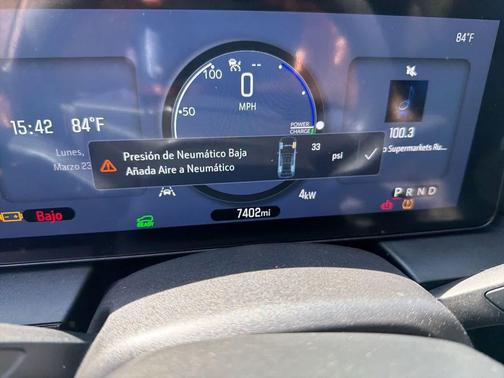 84°F
100
--
0
MPH
50
15:42 84°F
POWER
CHARGE
100.3
Supermarkets Ru...
Lunes,
Marzo 23
Presión de Neumático Baja
Añada Aire a Neumático
33
psi
4kW
PRND
Bajo
READY
7402mi